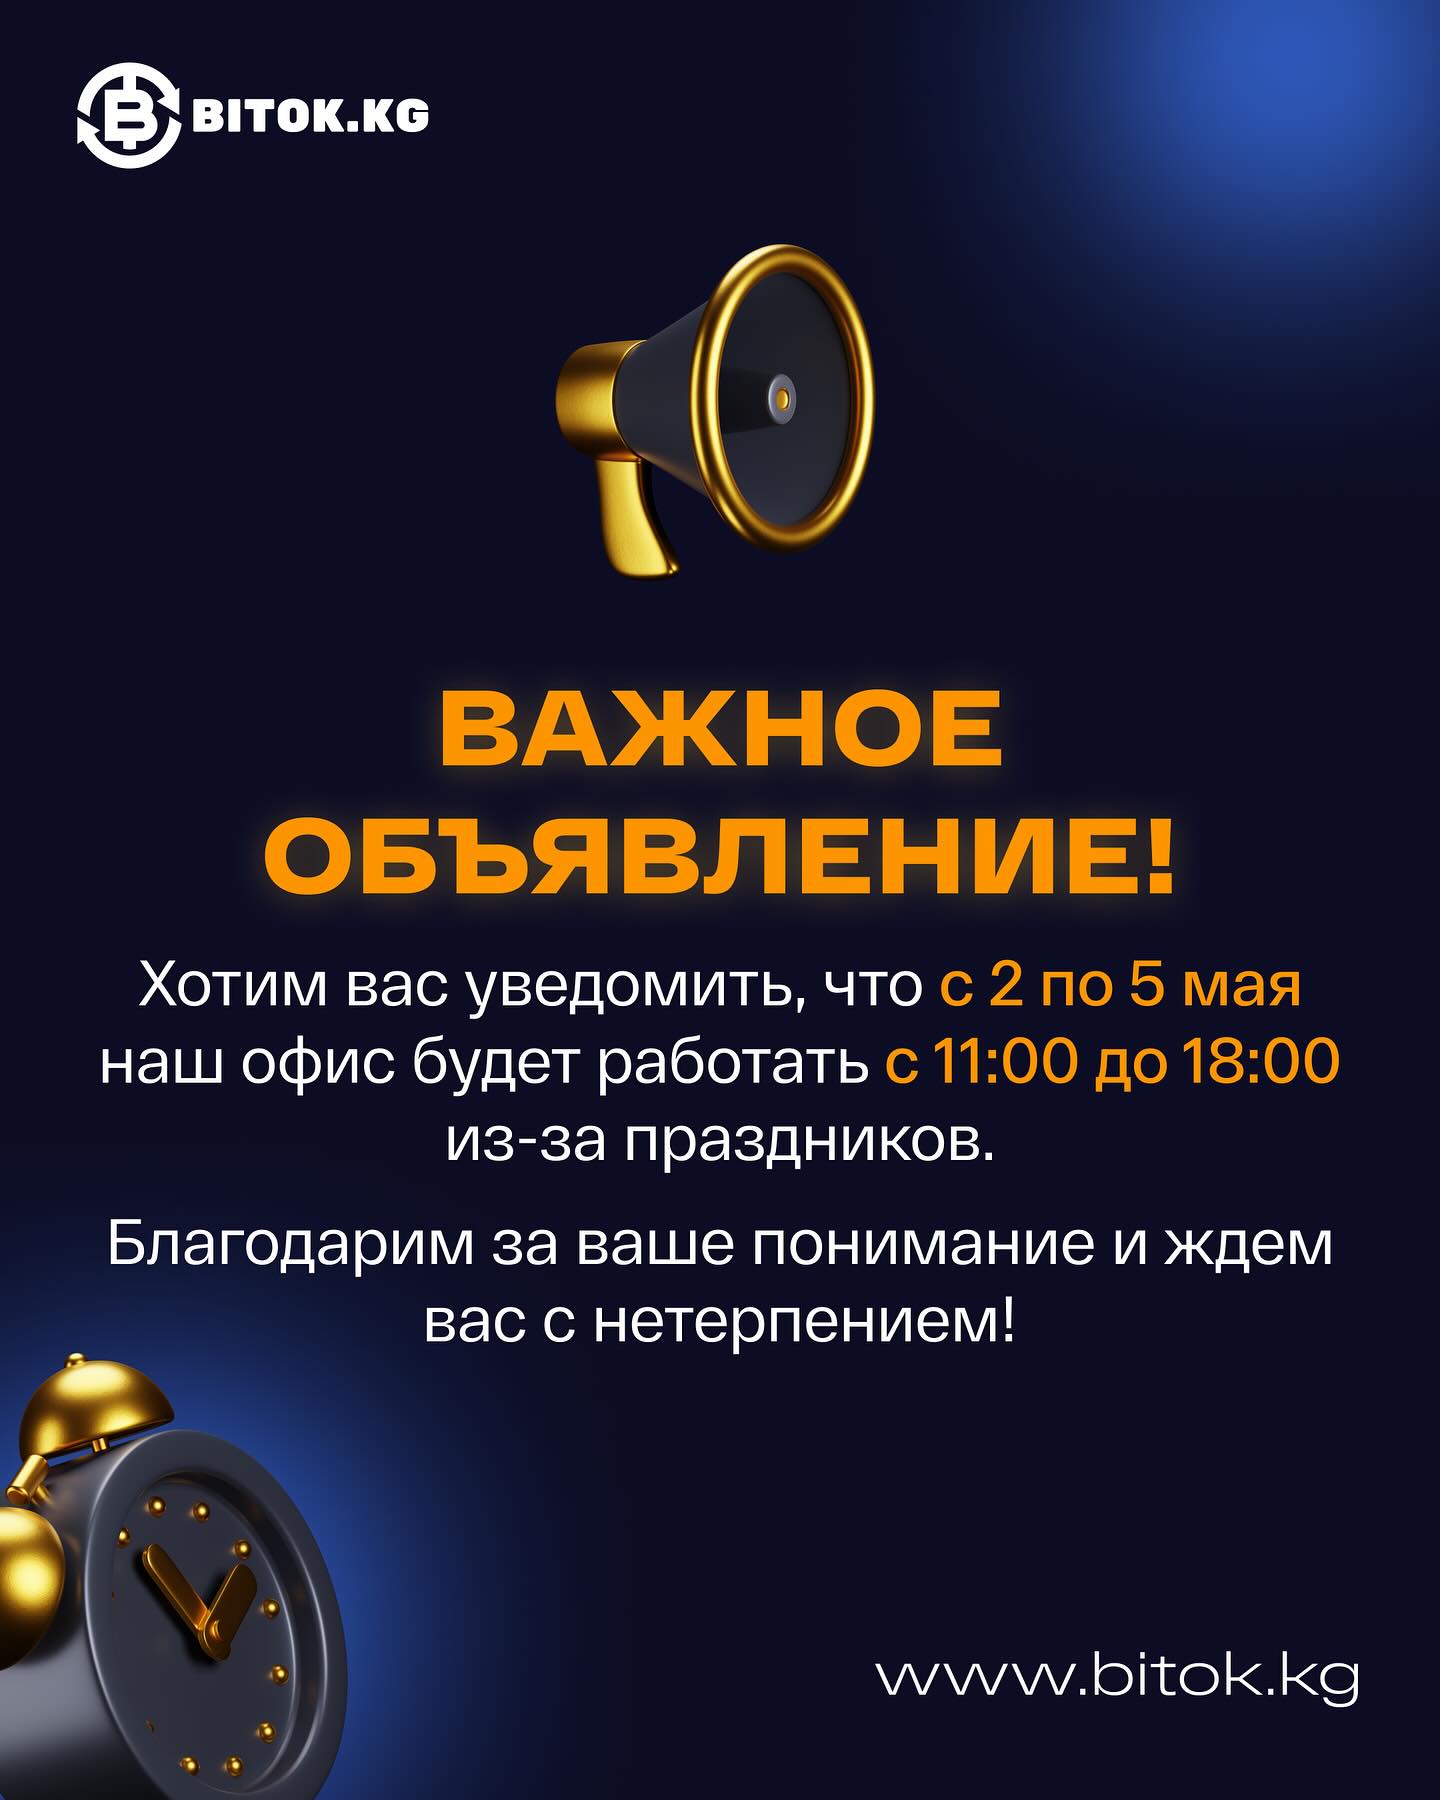 BITOK.KG
ВАЖНОЕ
ОБЪЯВЛЕНИЕ!
Хотим вас уведомить, что с 2 по 5 мая
наш офис будет работать с 11:00 до 18:00
из-за праздников.
Благодарим за ваше понимание и ждем
вас с нетерпением!
www.bitok.kg